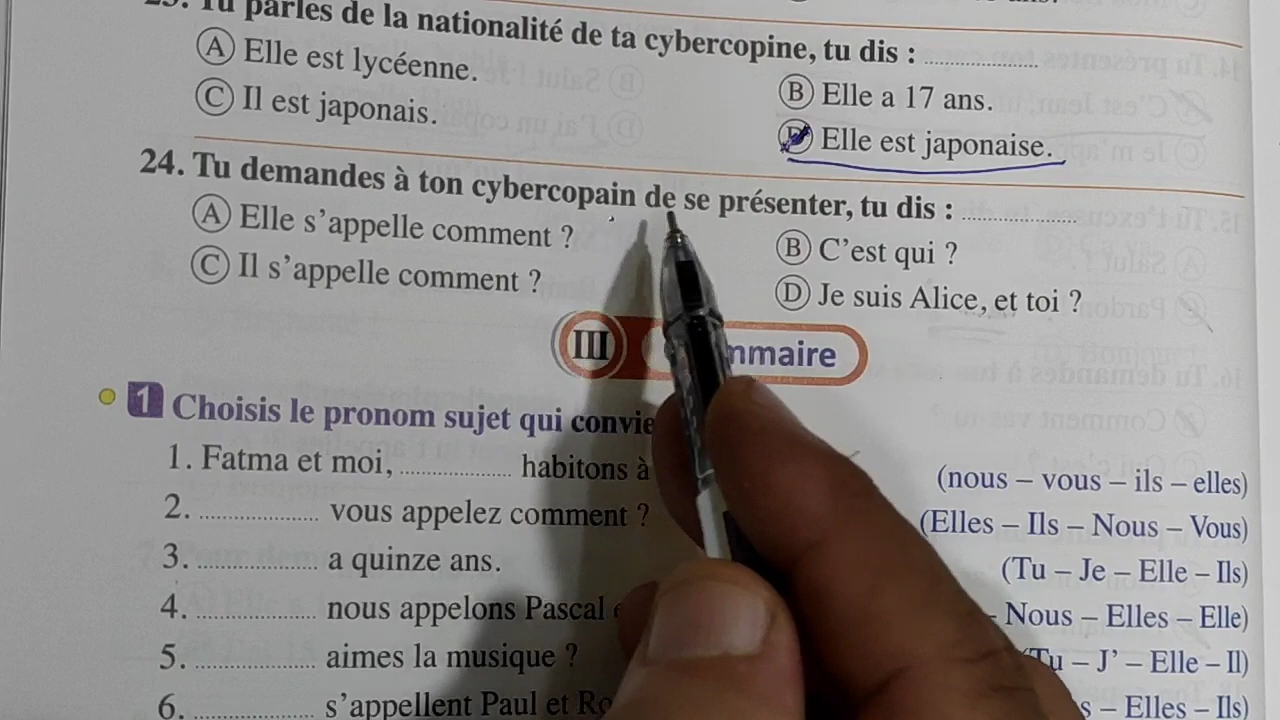 23. Tu parles de la nationalité de ta cybercopine, tu dis : ....................
A Elle est lycéenne.
B Elle a 17 ans.
C Il est japonais.
D Elle est japonaise.
24. Tu demandes à ton cybercopain de se présenter, tu dis : ....................
A Elle s'appelle comment ?
B C'est qui ?
C Il s'appelle comment ?
D Je suis Alice, et toi ?
III mmaire
1 Choisis le pronom sujet qui convie
1. Fatma et moi, .................... habitons à (nous – vous – ils – elles)
2. .................... vous appelez comment ? (Elles – Ils – Nous – Vous)
3. .................... a quinze ans. (Tu – Je – Elle – Ils)
4. .................... nous appelons Pascal – Nous – Elles – Elle)
5. .................... aimes la musique ? (Tu – J' – Elle – Il)
6. .................... s'appellent Paul et s – Elles – Ils)